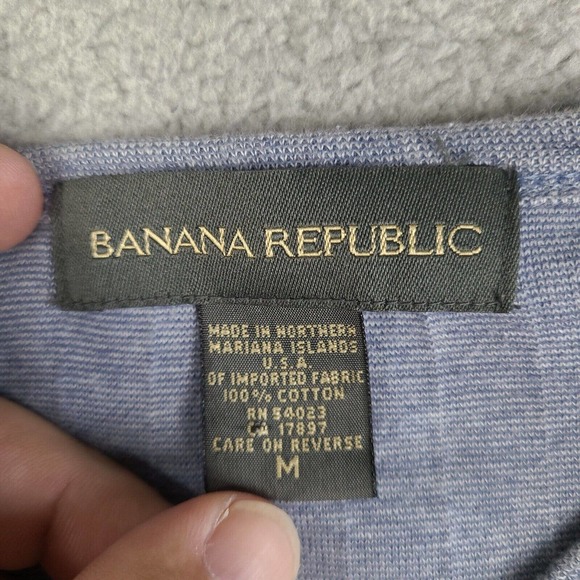 BANANA REPUBLIC
MADE IN NORTHERN
MARIANA ISLANDS
U.S.A.
OF IMPORTED FABRIC
100% COTTON
RN 54023
CA 17897
CARE ON REVERSE
M